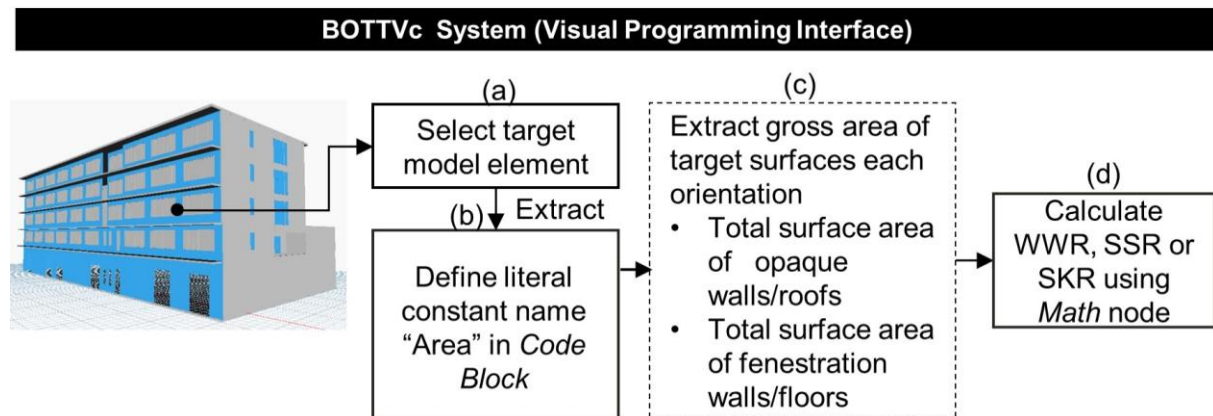 BOTTVc System (Visual Programming Interface)
(a)
Select target
model element
(b)
Extract
Define literal
constant name
“Area” in Code
Block
(c)
Extract gross area of
target surfaces each
orientation
• Total surface area
of opaque
walls/roofs
• Total surface area
of fenestration
walls/floors
(d)
Calculate
WWR, SSR or
SKR using
Math node